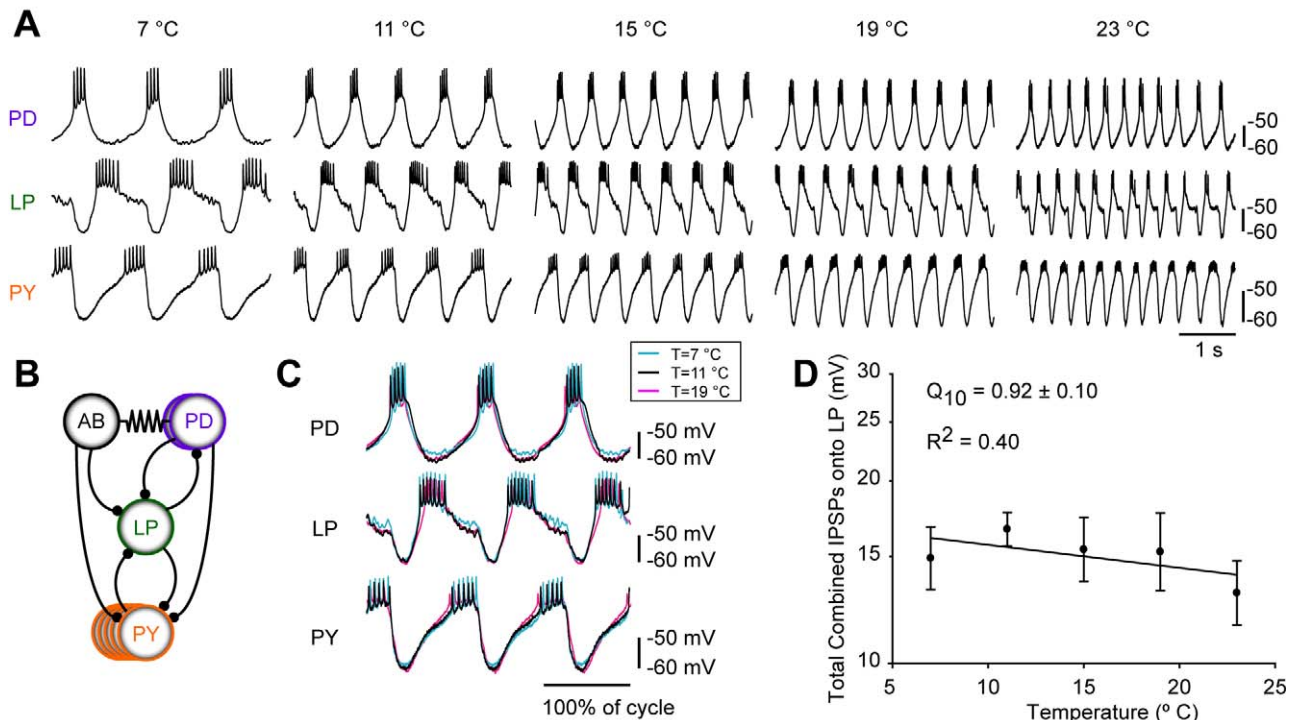 A
7 °C 11 °C 15 °C 19 °C 23 °C
PD
-50
-60
LP
-50
-60
PY
-50
-60
1 s
B
AB PD
LP
PY
C
T=7 °C
T=11 °C
T=19 °C
PD
-50 mV
-60 mV
LP
-50 mV
-60 mV
PY
-50 mV
-60 mV
100% of cycle
D
Total Combined IPSPs onto LP (mV)
30
25
20
15
10
Q10 = 0.92 ± 0.10
R2 = 0.40
5 10 15 20 25
Temperature (º C)